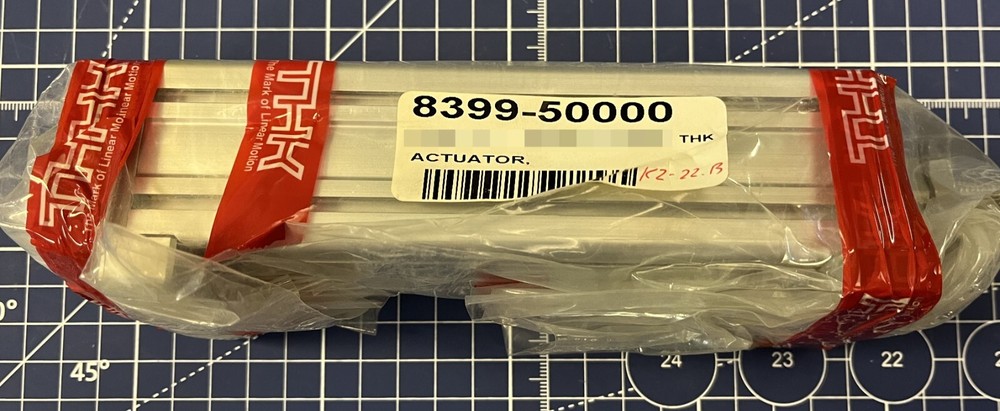 THK
The Mark of Linear Motion
THK
The Mark of Linear Motion
8399-50000
THK
ACTUATOR,
K2-22.B
THK
0°
45°
24
23
22